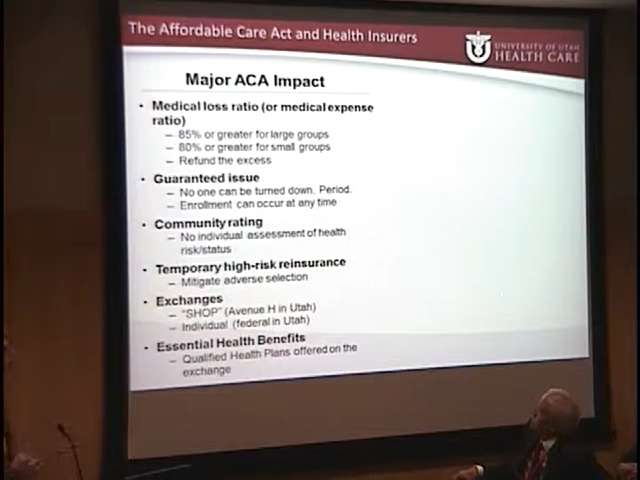 The Affordable Care Act and Health Insurers
UNIVERSITY OF UTAH
HEALTH CARE
Major ACA Impact
• Medical loss ratio (or medical expense
ratio)
– 85% or greater for large groups
– 80% or greater for small groups
– Refund the excess
• Guaranteed issue
– No one can be turned down. Period.
– Enrollment can occur at any time
• Community rating
– No individual assessment of health
risk/status
• Temporary high-risk reinsurance
– Mitigate adverse selection
• Exchanges
– "SHOP" (Avenue H in Utah)
– Individual (federal in Utah)
• Essential Health Benefits
– Qualified Health Plans offered on the
exchange